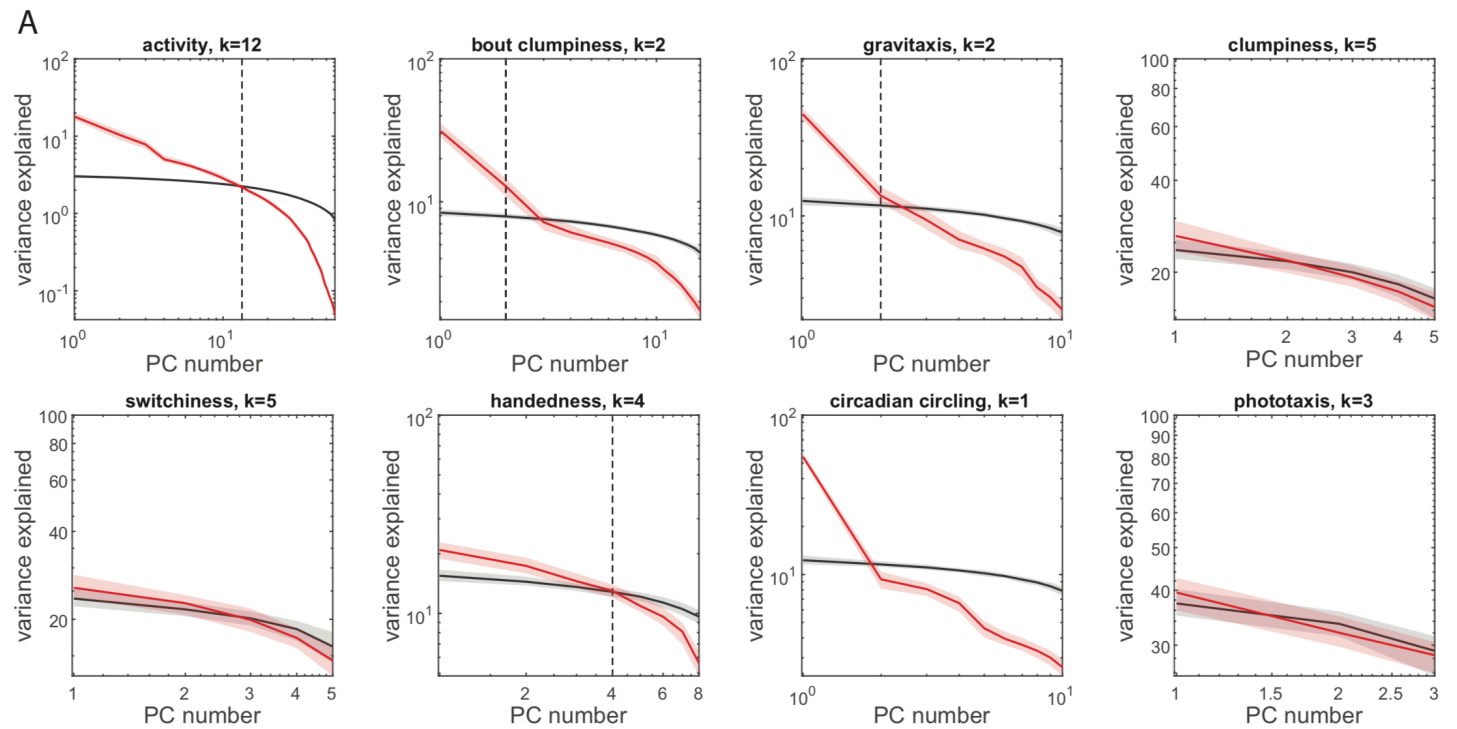 A
activity, k=12
variance explained
10^2
10^1
10^0
10^-1
10^0
10^1
PC number
bout clumpiness, k=2
variance explained
10^2
10^1
10^0
10^1
PC number
gravitaxis, k=2
variance explained
10^2
10^1
10^0
10^1
PC number
clumpiness, k=5
variance explained
100
80
60
40
20
1 2 3 4 5
PC number
switchiness, k=5
variance explained
100
80
60
40
20
1 2 3 4 5
PC number
handedness, k=4
variance explained
10^2
10^1
2 4 6 8
PC number
circadian circling, k=1
variance explained
10^2
10^1
10^0
10^1
PC number
phototaxis, k=3
variance explained
100
90
80
70
60
50
40
30
1 1.5 2 2.5 3
PC number